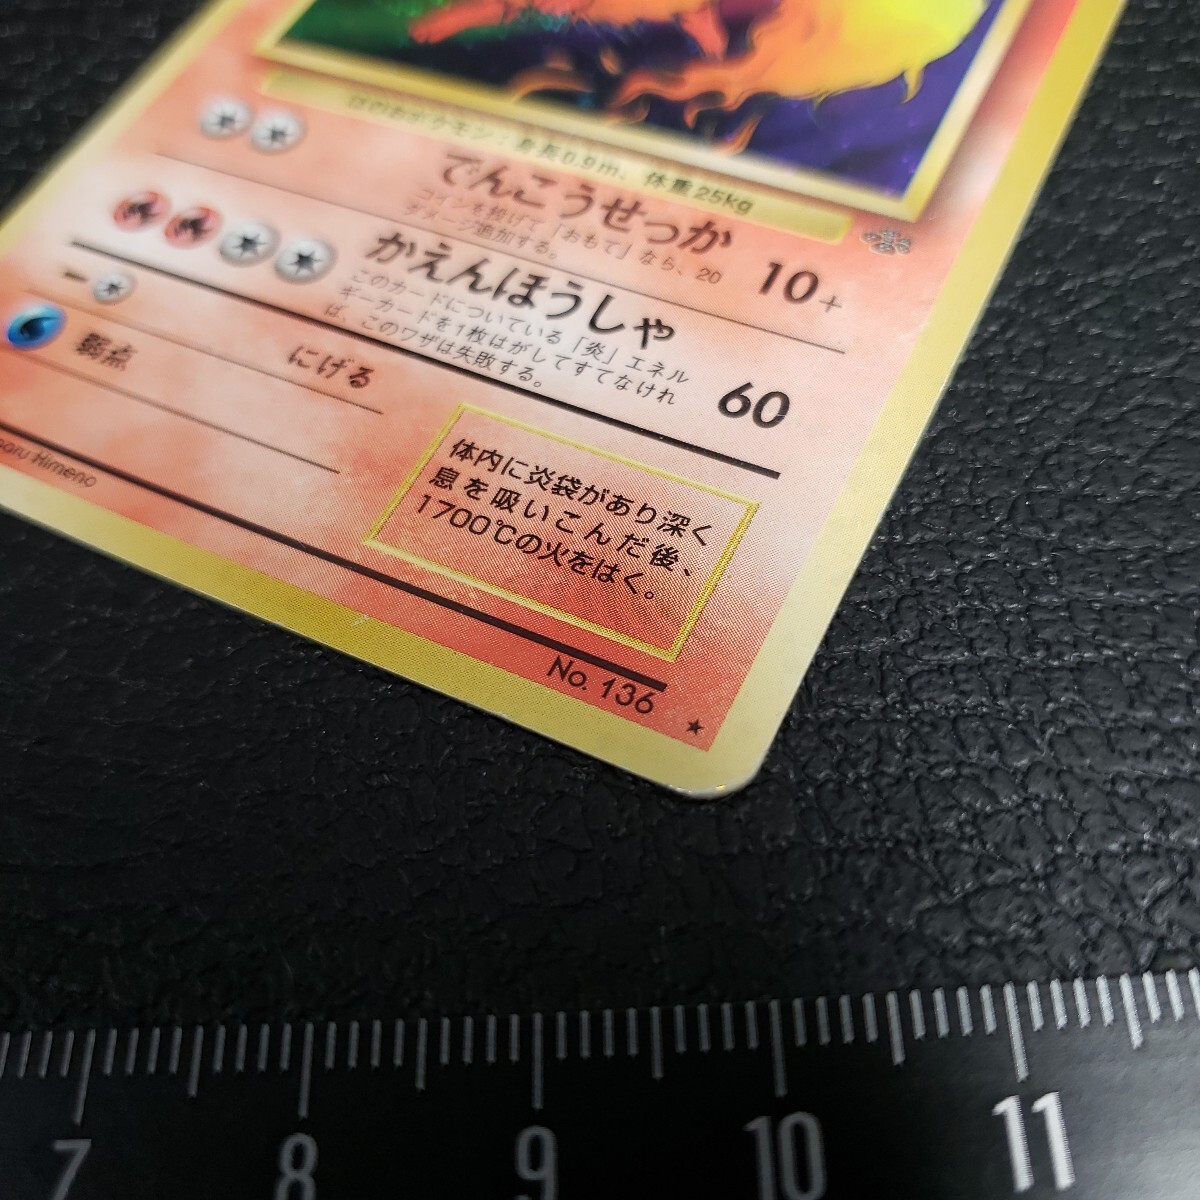 ほのおポケモン：身長0.9m、体重25kg
でんこうせっか 10+
コインを投げて「おもて」なら、20
ダメージ追加する。
かえんほうしゃ 60
このカードについている「炎」エネル
ギーカードを1枚はがしてすてなけれ
ば、このワザは失敗する。
弱点 にげる
体内に炎袋があり深く
息を吸いこんだ後、
1700℃の火をはく。
Himeno
No. 136 ★
7 8 9 10 11